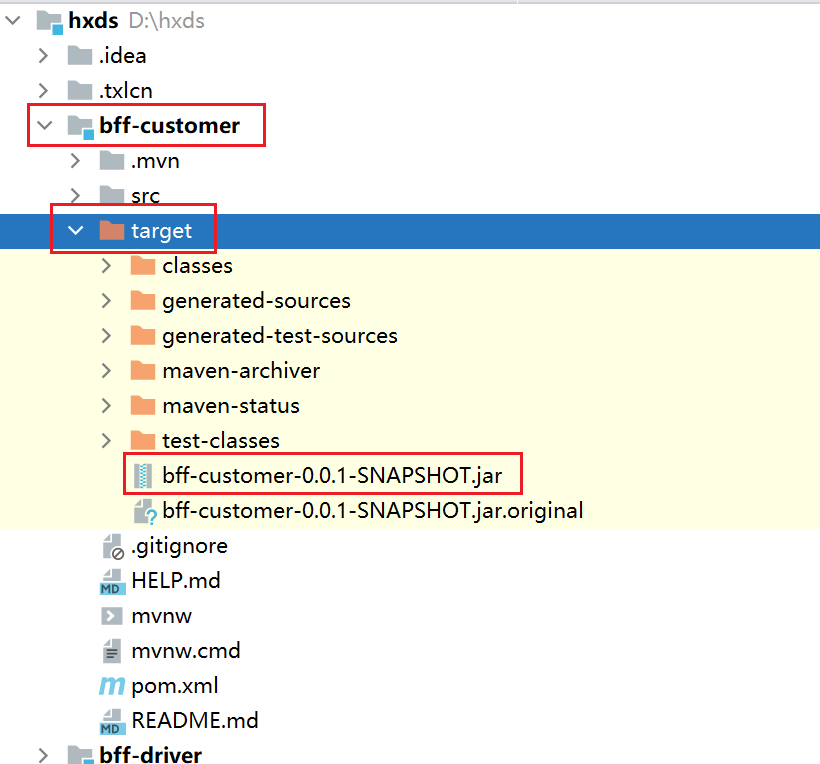 hxds D:\hxds
.idea
.txlcn
bff-customer
.mvn
src
target
classes
generated-sources
generated-test-sources
maven-archiver
maven-status
test-classes
bff-customer-0.0.1-SNAPSHOT.jar
bff-customer-0.0.1-SNAPSHOT.jar.original
.gitignore
MD HELP.md
mvnw
mvnw.cmd
m pom.xml
MD README.md
bff-driver